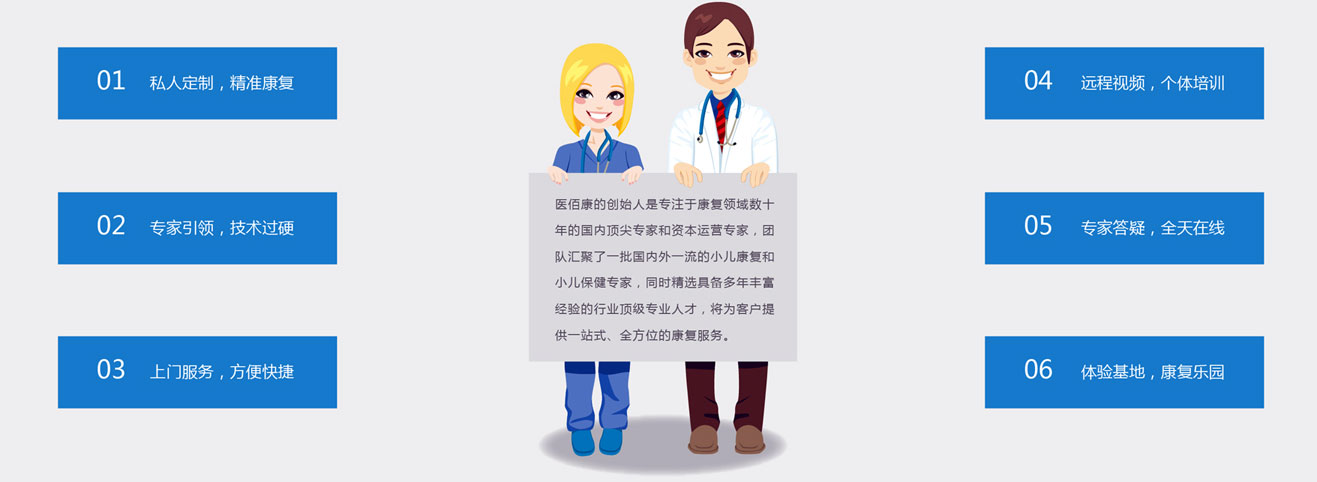 01 私人定制，精准康复
02 专家引领，技术过硬
03 上门服务，方便快捷
医佰康的创始人是专注于康复领域数十
年的国内顶尖专家和资本运营专家，团
队汇聚了一批国内外一流的小儿康复和
小儿保健专家，同时精选具备多年丰富
经验的行业顶级专业人才，将为客户提
供一站式、全方位的康复服务。
04 远程视频，个体培训
05 专家答疑，全天在线
06 体验基地，康复乐园